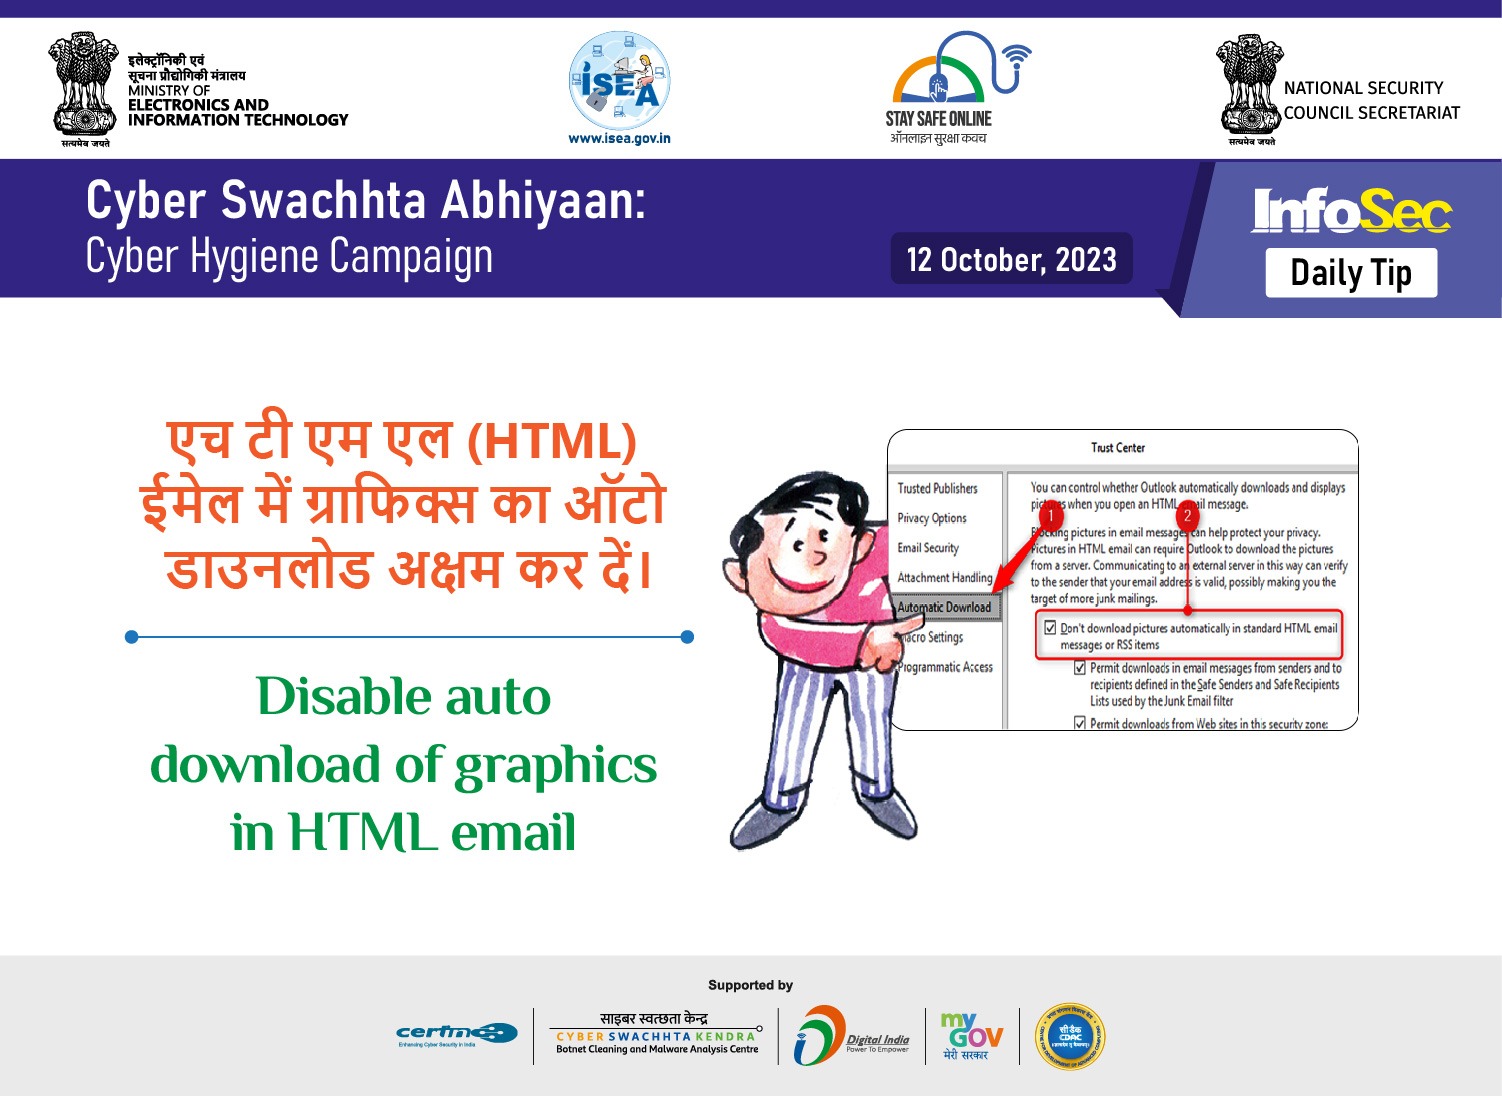 इलेक्ट्रॉनिकी एवं
सूचना प्रौद्योगिकी मंत्रालय
MINISTRY OF
ELECTRONICS AND
INFORMATION TECHNOLOGY
सत्यमेव जयते
ISEA
www.isea.gov.in
STAY SAFE ONLINE
ऑनलाइन सुरक्षा कवच
NATIONAL SECURITY
COUNCIL SECRETARIAT
सत्यमेव जयते
Cyber Swachhta Abhiyaan:
Cyber Hygiene Campaign
12 October, 2023
InfoSec
Daily Tip
एच टी एम एल (HTML)
ईमेल में ग्राफिक्स का ऑटो
डाउनलोड अक्षम कर दें।
Disable auto
download of graphics
in HTML email
Trust Center
Trusted Publishers
Privacy Options
Email Security
Attachment Handling
Automatic Download
Macro Settings
Programmatic Access
You can control whether Outlook automatically downloads and displays
pictures when you open an HTML email message.
1
2
Blocking pictures in email messages can help protect your privacy.
Pictures in HTML email can require Outlook to download the pictures
from a server. Communicating to an external server in this way can verify
to the sender that your email address is valid, possibly making you the
target of more junk mailings.
Don't download pictures automatically in standard HTML email
messages or RSS items
Permit downloads in email messages from senders and to
recipients defined in the Safe Senders and Safe Recipients
Lists used by the Junk Email filter
Permit downloads from Web sites in this security zone:
Supported by
Enhancing Cyber Security in India
साइबर स्वच्छता केन्द्र
CYBER SWACHHTA KENDRA
Botnet Cleaning and Malware Analysis Centre
Digital India
Power To Empower
my
GOV
मेरी सरकार
सी डैक
CDAC